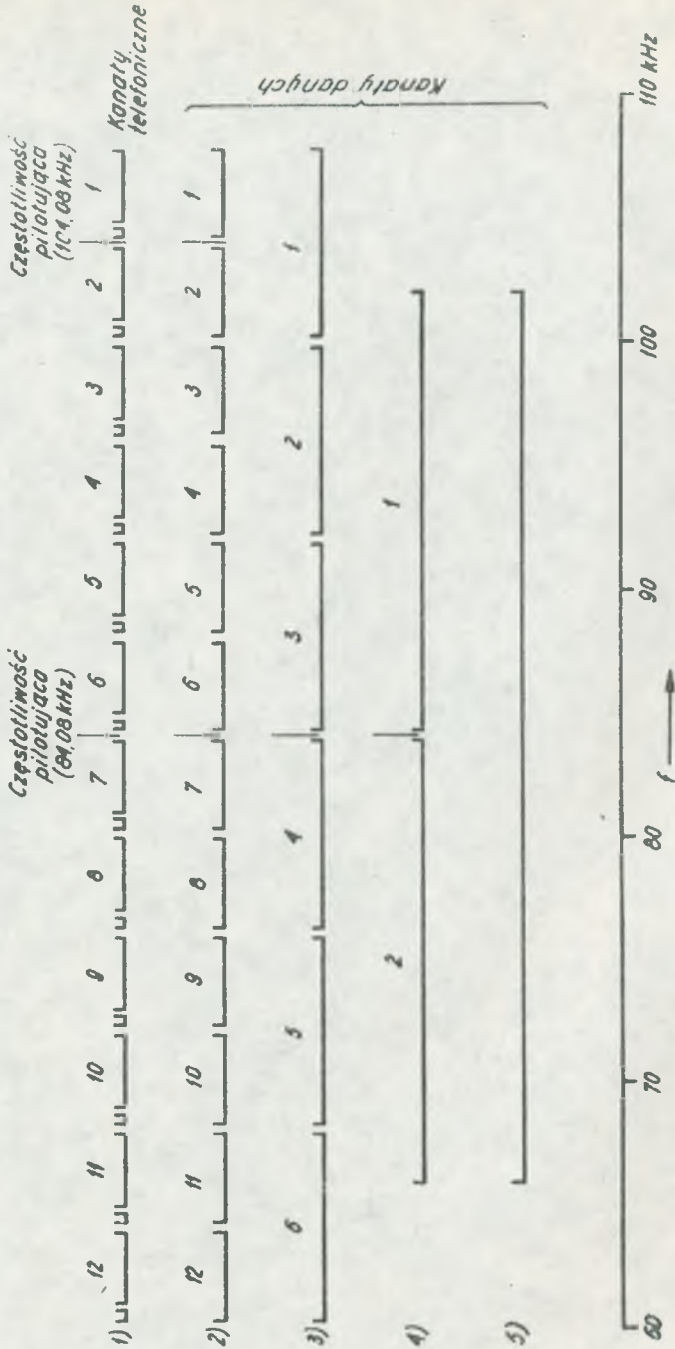 Częstotliwość
pilotująca
(84,08 kHz)
Częstotliwość
pilotująca
(104,08 kHz)
Kanały
telefoniczne
1) 12 11 10 9 8 7 6 5 4 3 2 1
2) 12 11 10 9 8 7 6 5 4 3 2 1
3) 6 5 4 3 2 1
4) 2 1
5)
Kanały danych
60 70 80 90 100 110 kHz
f